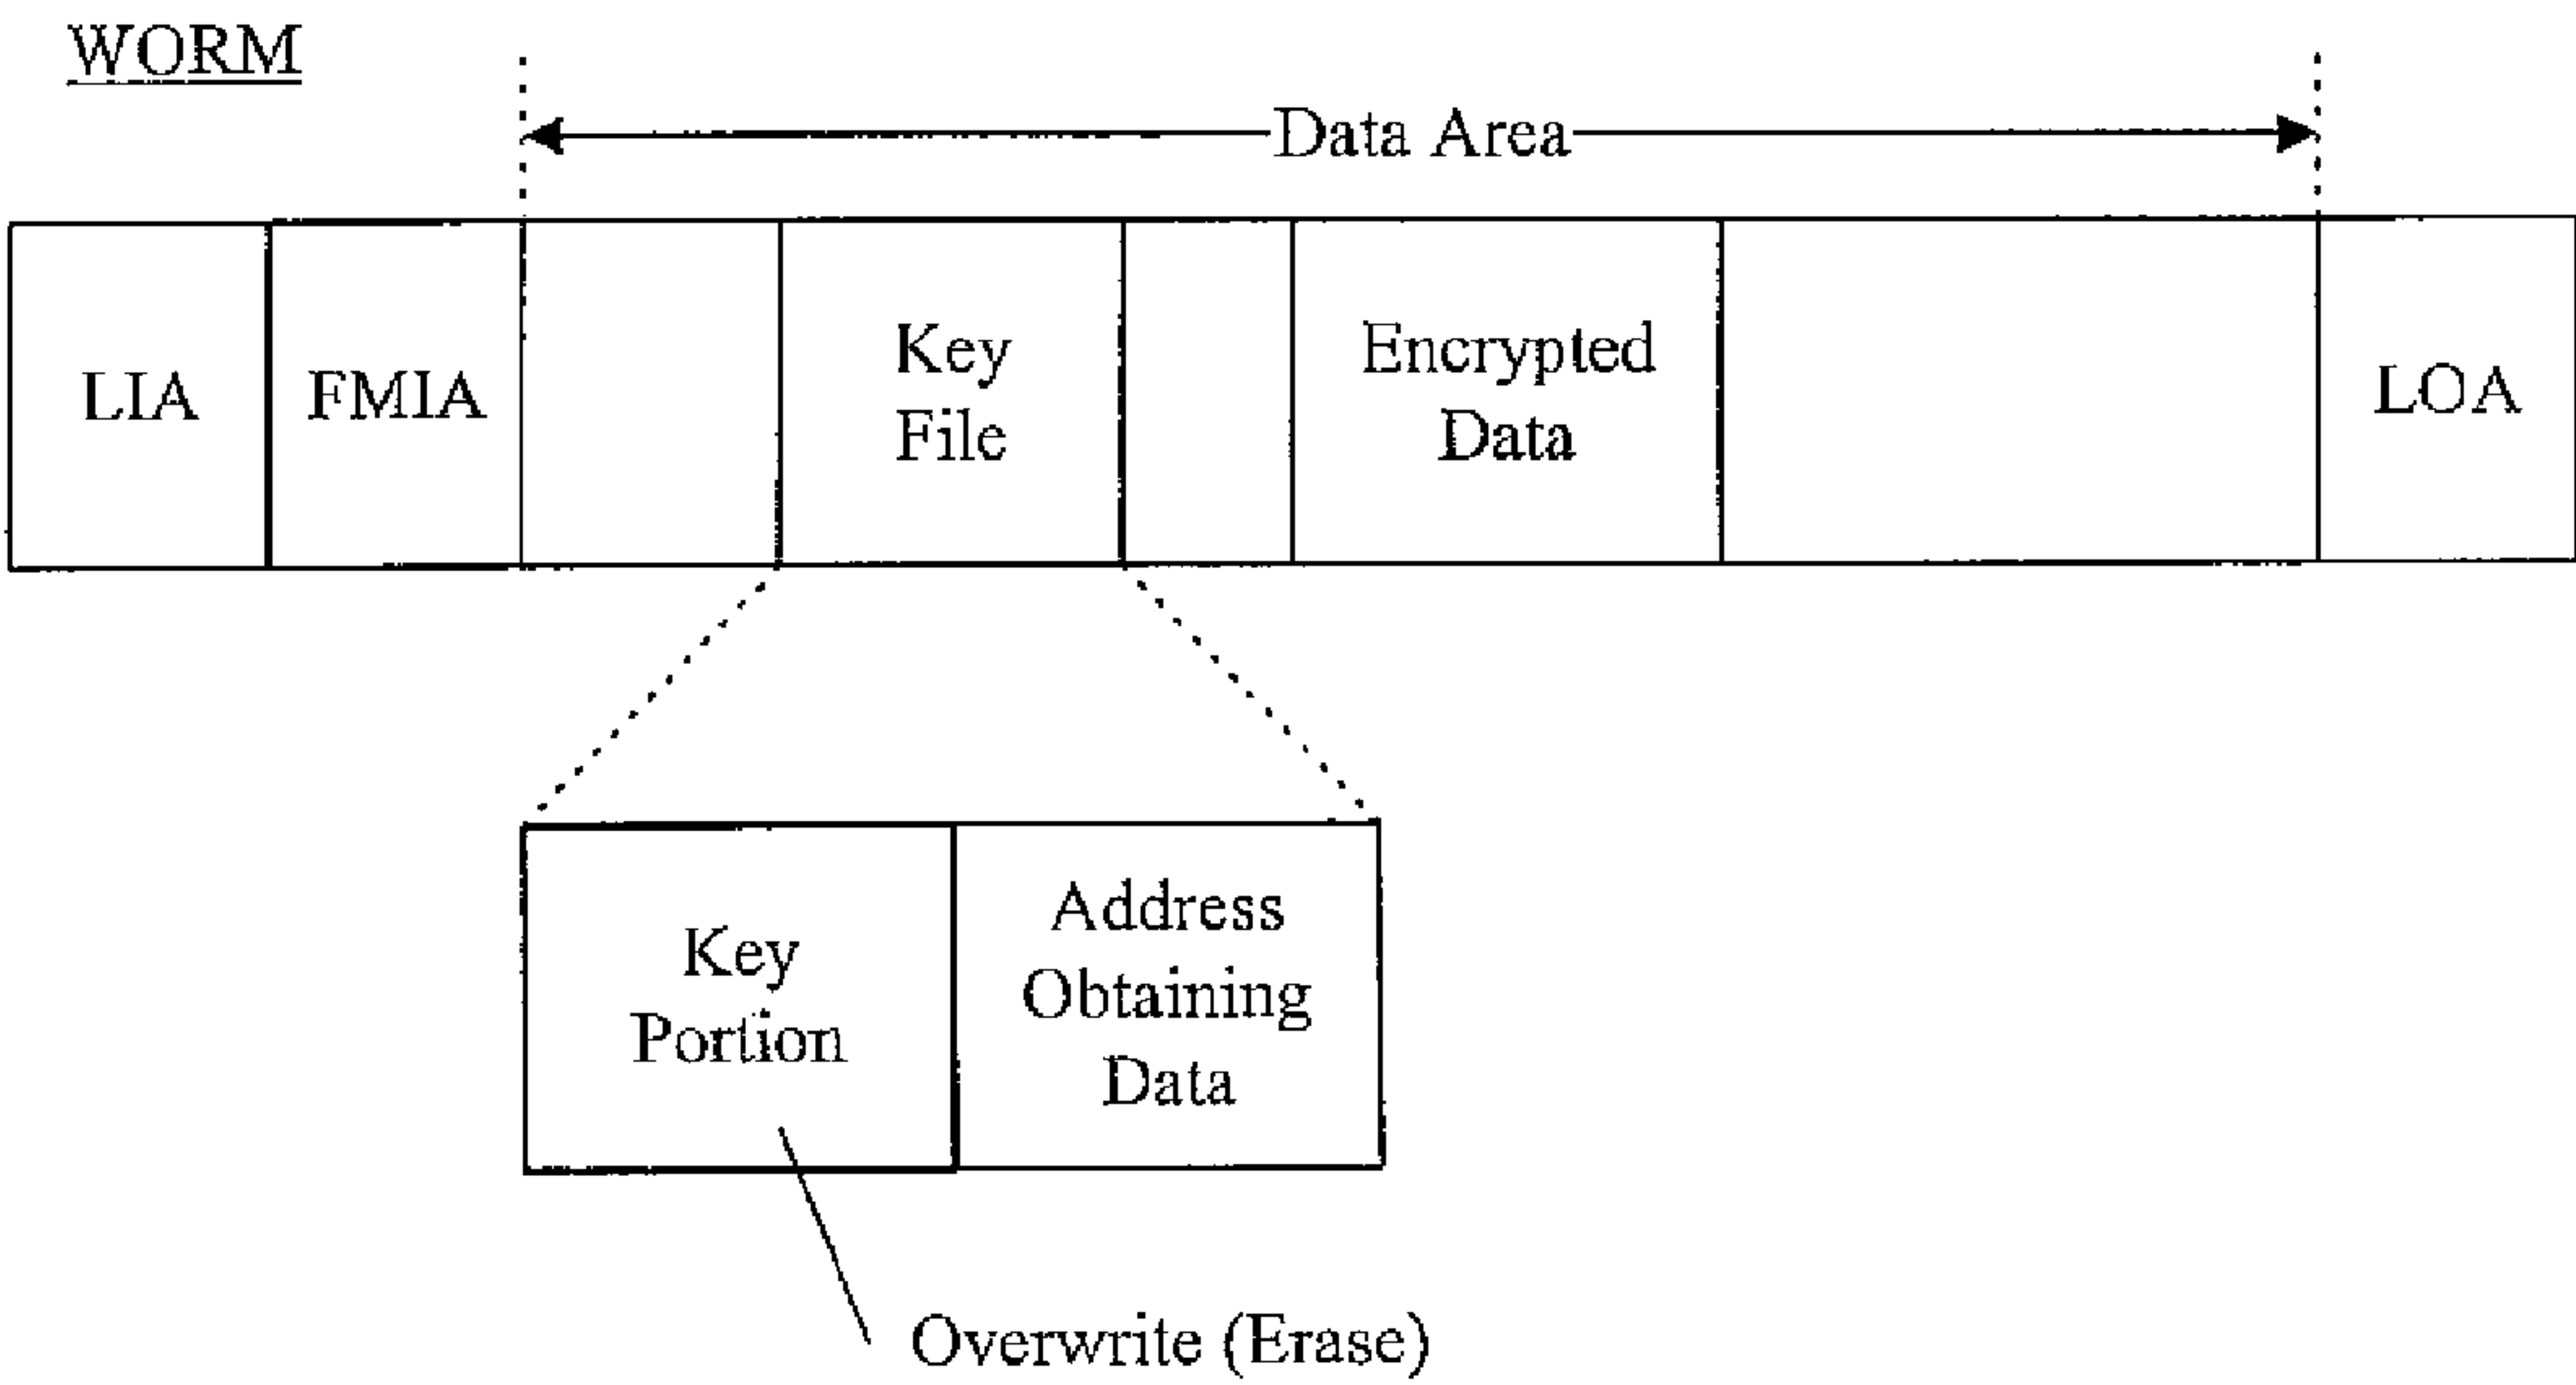 WORM
Data Area
LIA
FMIA
Key
File
Encrypted
Data
LOA
Key
Portion
Address
Obtaining
Data
Overwrite (Erase)